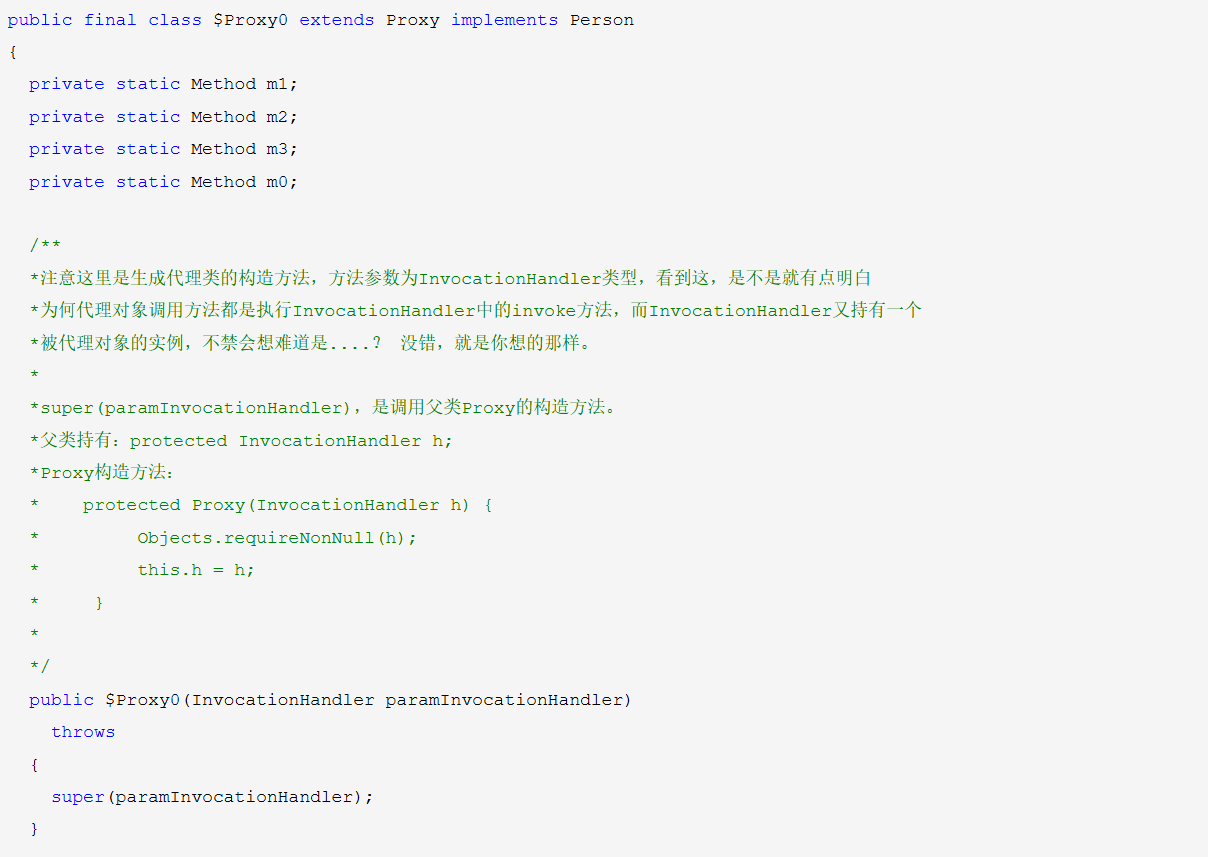 public final class $Proxy0 extends Proxy implements Person
{
  private static Method m1;
  private static Method m2;
  private static Method m3;
  private static Method m0;

  /**
  *注意这里是生成代理类的构造方法，方法参数为InvocationHandler类型，看到这，是不是就有点明白
  *为何代理对象调用方法都是执行InvocationHandler中的invoke方法，而InvocationHandler又持有一个
  *被代理对象的实例，不禁会想难道是....？ 没错，就是你想的那样。
  *
  *super(paramInvocationHandler)，是调用父类Proxy的构造方法。
  *父类持有：protected InvocationHandler h;
  *Proxy构造方法：
  *    protected Proxy(InvocationHandler h) {
  *         Objects.requireNonNull(h);
  *         this.h = h;
  *     }
  *
  */
  public $Proxy0(InvocationHandler paramInvocationHandler)
    throws
  {
    super(paramInvocationHandler);
  }